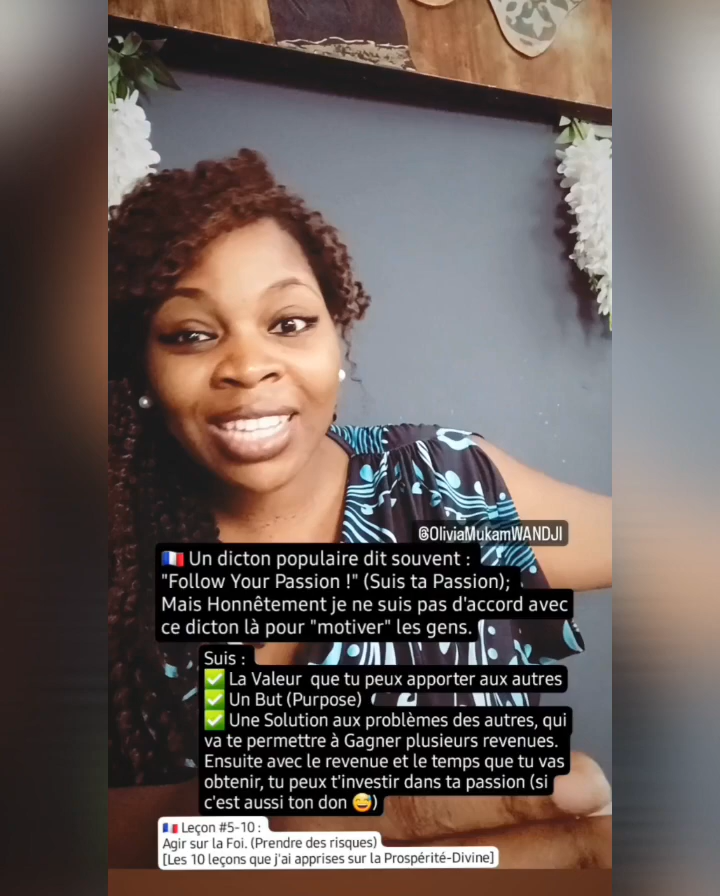 @OliviaMukamWANDJI
🇫🇷 Un dicton populaire dit souvent :
"Follow Your Passion !" (Suis ta Passion);
Mais Honnêtement je ne suis pas d'accord avec
ce dicton là pour "motiver" les gens.
Suis :
✅ La Valeur que tu peux apporter aux autres
✅ Un But (Purpose)
✅ Une Solution aux problèmes des autres, qui
va te permettre à Gagner plusieurs revenues.
Ensuite avec le revenue et le temps que tu vas
obtenir, tu peux t'investir dans ta passion (si
c'est aussi ton don 😅)
🇫🇷 Leçon #5-10 :
Agir sur la Foi. (Prendre des risques)
[Les 10 leçons que j'ai apprises sur la Prospérité-Divine]